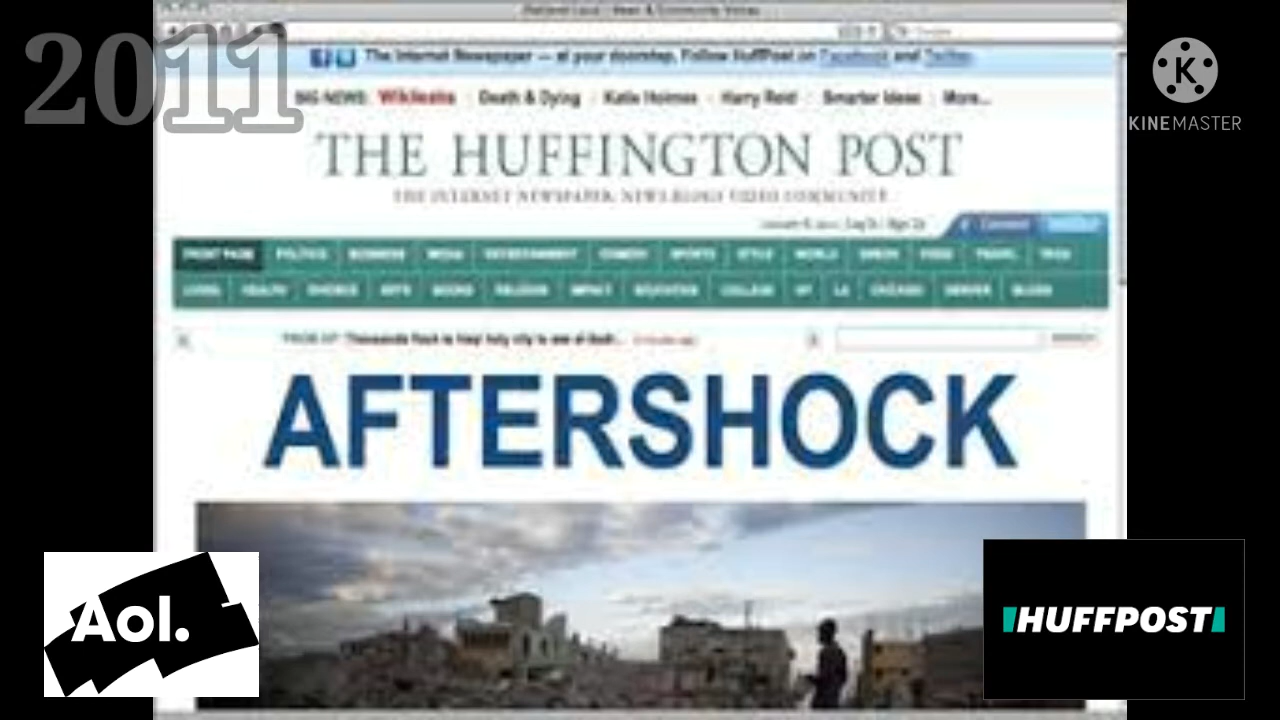 2011
KINEMASTER
The Internet Newspaper — at your doorstep. Follow HuffPost on Facebook and Twitter
BIG NEWS: Wikileaks Death & Dying Katie Holmes Harry Reid Smarter Ideas More...
THE HUFFINGTON POST
THE INTERNET NEWSPAPER: NEWS BLOGS VIDEO COMMUNITY
FRONT PAGE POLITICS BUSINESS MEDIA ENTERTAINMENT COMEDY SPORTS STYLE WORLD GREEN FOOD TRAVEL TECH
LIVING HEALTH DIVORCE ARTS BOOKS RELIGION IMPACT EDUCATION COLLEGE NY LA CHICAGO DENVER BLOGS
AFTERSHOCK
Aol.
HUFFPOST